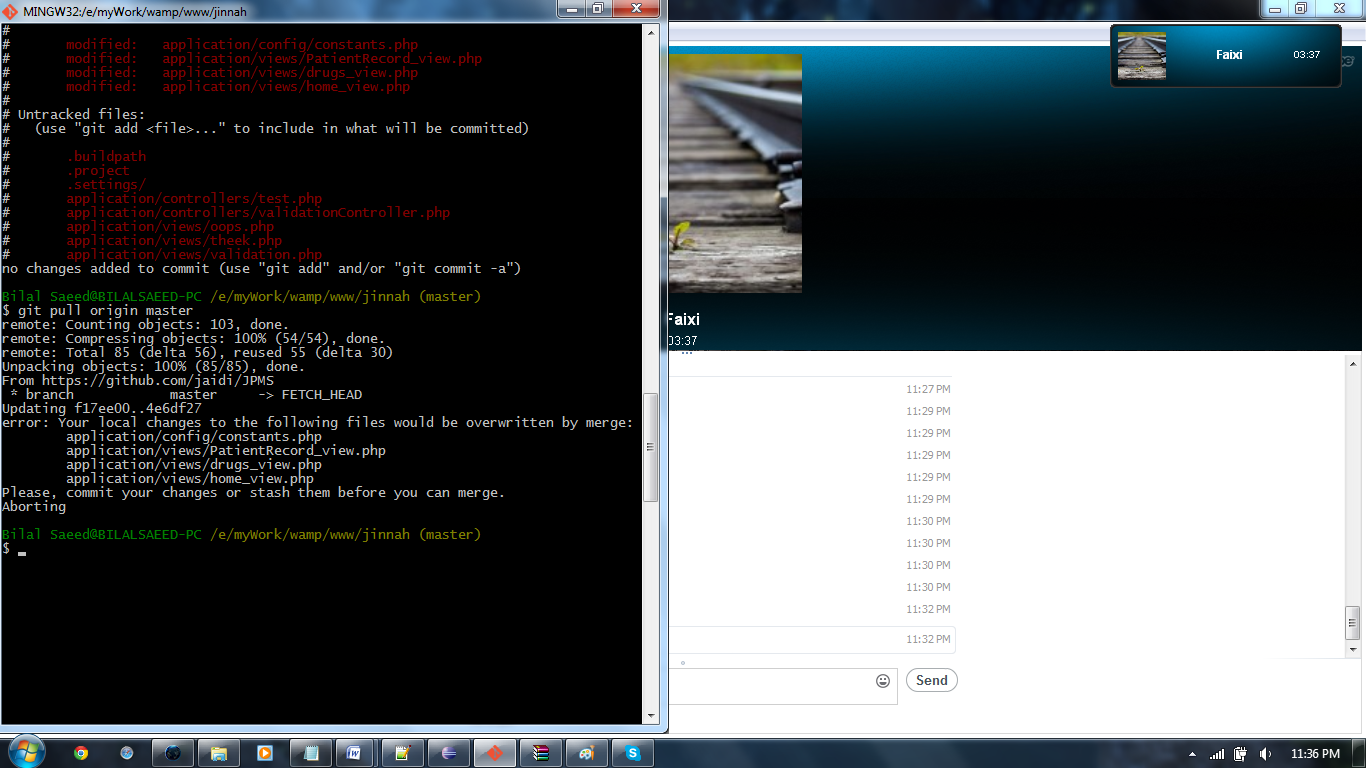 MINGW32:/e/myWork/wamp/www/jinnah
#
#       modified:   application/config/constants.php
#       modified:   application/views/PatientRecord_view.php
#       modified:   application/views/drugs_view.php
#       modified:   application/views/home_view.php
#
# Untracked files:
#   (use "git add <file>..." to include in what will be committed)
#
#       .buildpath
#       .project
#       .settings/
#       application/controllers/test.php
#       application/controllers/validationController.php
#       application/views/oops.php
#       application/views/theek.php
#       application/views/validation.php
no changes added to commit (use "git add" and/or "git commit -a")
Bilal Saeed@BILALSAEED-PC /e/myWork/wamp/www/jinnah (master)
$ git pull origin master
remote: Counting objects: 103, done.
remote: Compressing objects: 100% (54/54), done.
remote: Total 85 (delta 56), reused 55 (delta 30)
Unpacking objects: 100% (85/85), done.
From https://github.com/jaidi/JPMS
 * branch            master     -> FETCH_HEAD
Updating f17ee00..4e6df27
error: Your local changes to the following files would be overwritten by merge:
        application/config/constants.php
        application/views/PatientRecord_view.php
        application/views/drugs_view.php
        application/views/home_view.php
Please, commit your changes or stash them before you can merge.
Aborting
Bilal Saeed@BILALSAEED-PC /e/myWork/wamp/www/jinnah (master)
$
Faixi 03:37
Faixi
03:37
11:27 PM
11:29 PM
11:29 PM
11:29 PM
11:29 PM
11:29 PM
11:30 PM
11:30 PM
11:30 PM
11:30 PM
11:32 PM
11:32 PM
Send
11:36 PM